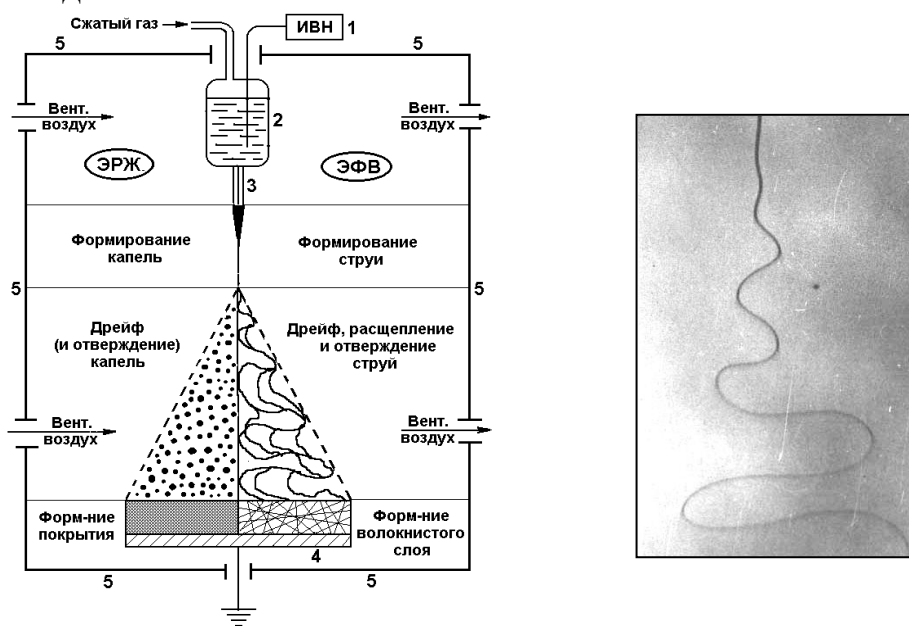 Сжатый газ
ИВН
1
5
5
Вент.
воздух
2
Вент.
воздух
ЭРЖ
3
ЭФВ
Формирование
капель
Формирование
струи
5
5
Дрейф
(и отверждение)
капель
Дрейф, расщепление
и отверждение
струй
Вент.
воздух
Вент.
воздух
Форм-ние
покрытия
Форм-ние
волокнистого
слоя
4
5
5